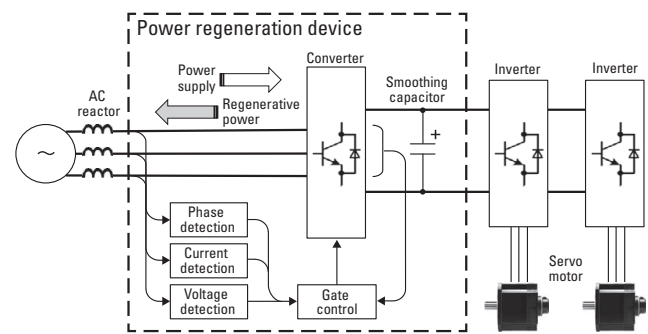 Power regeneration device
Converter
Inverter
Inverter
Power
supply
Smoothing
capacitor
AC
reactor
Regenerative
power
+
~
Phase
detection
Current
detection
Voltage
detection
Gate
control
Servo
motor